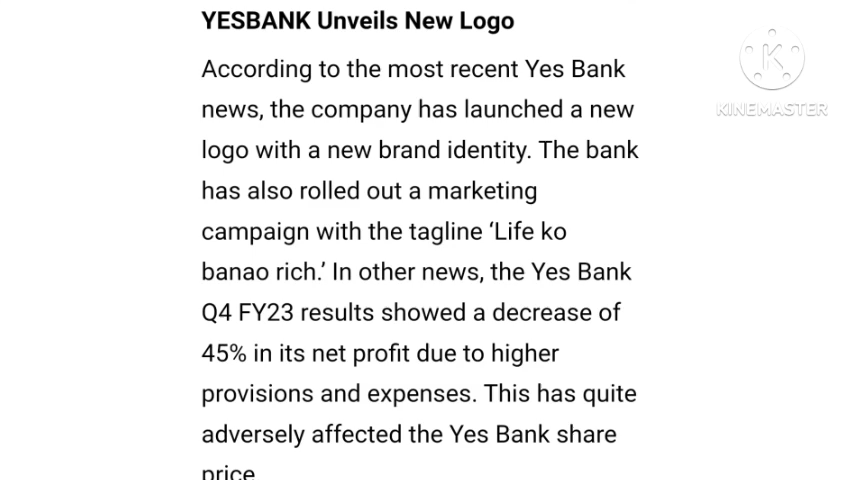 YESBANK Unveils New Logo
According to the most recent Yes Bank
news, the company has launched a new
logo with a new brand identity. The bank
has also rolled out a marketing
campaign with the tagline ‘Life ko
banao rich.’ In other news, the Yes Bank
Q4 FY23 results showed a decrease of
45% in its net profit due to higher
provisions and expenses. This has quite
adversely affected the Yes Bank share
price
K
KINEMASTER